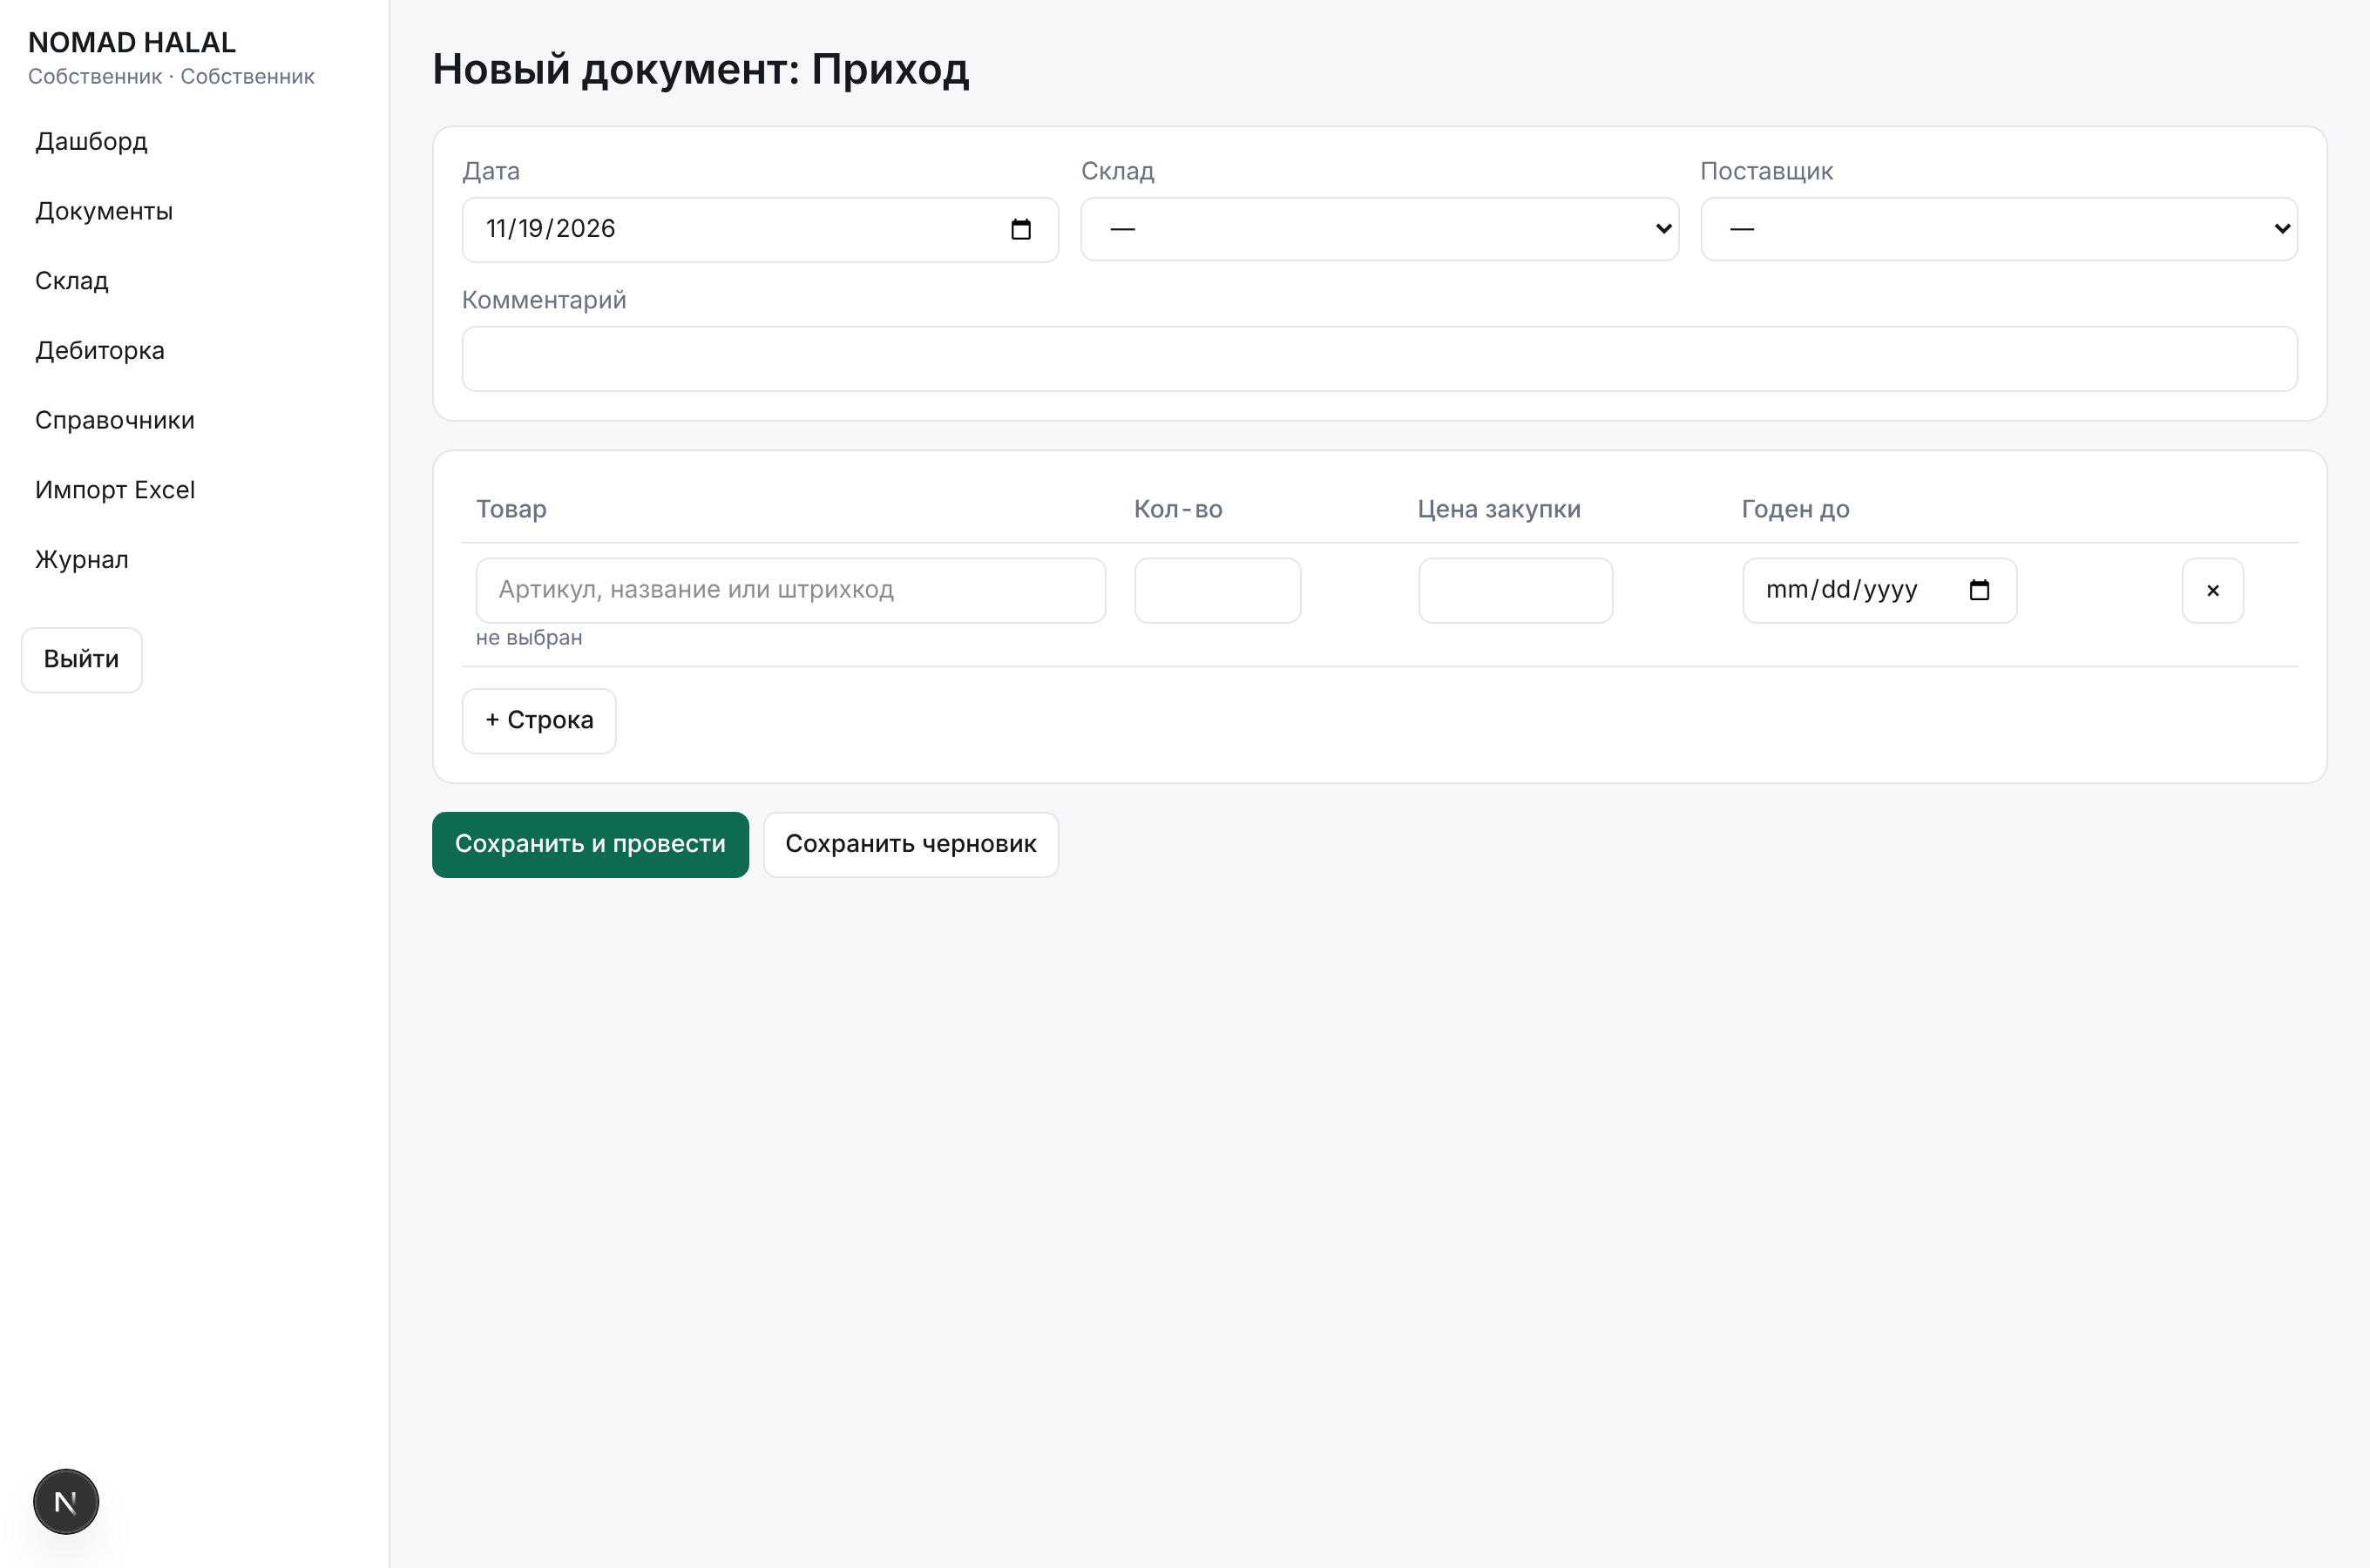 NOMAD HALAL
Собственник · Собственник
Дашборд
Документы
Склад
Дебиторка
Справочники
Импорт Excel
Журнал
Выйти
N
Новый документ: Приход
Дата Склад Поставщик
11/19/2026 — —
Комментарий
Товар Кол-во Цена закупки Годен до
Артикул, название или штрихкод mm/dd/yyyy ×
не выбран
+ Строка
Сохранить и провести Сохранить черновик